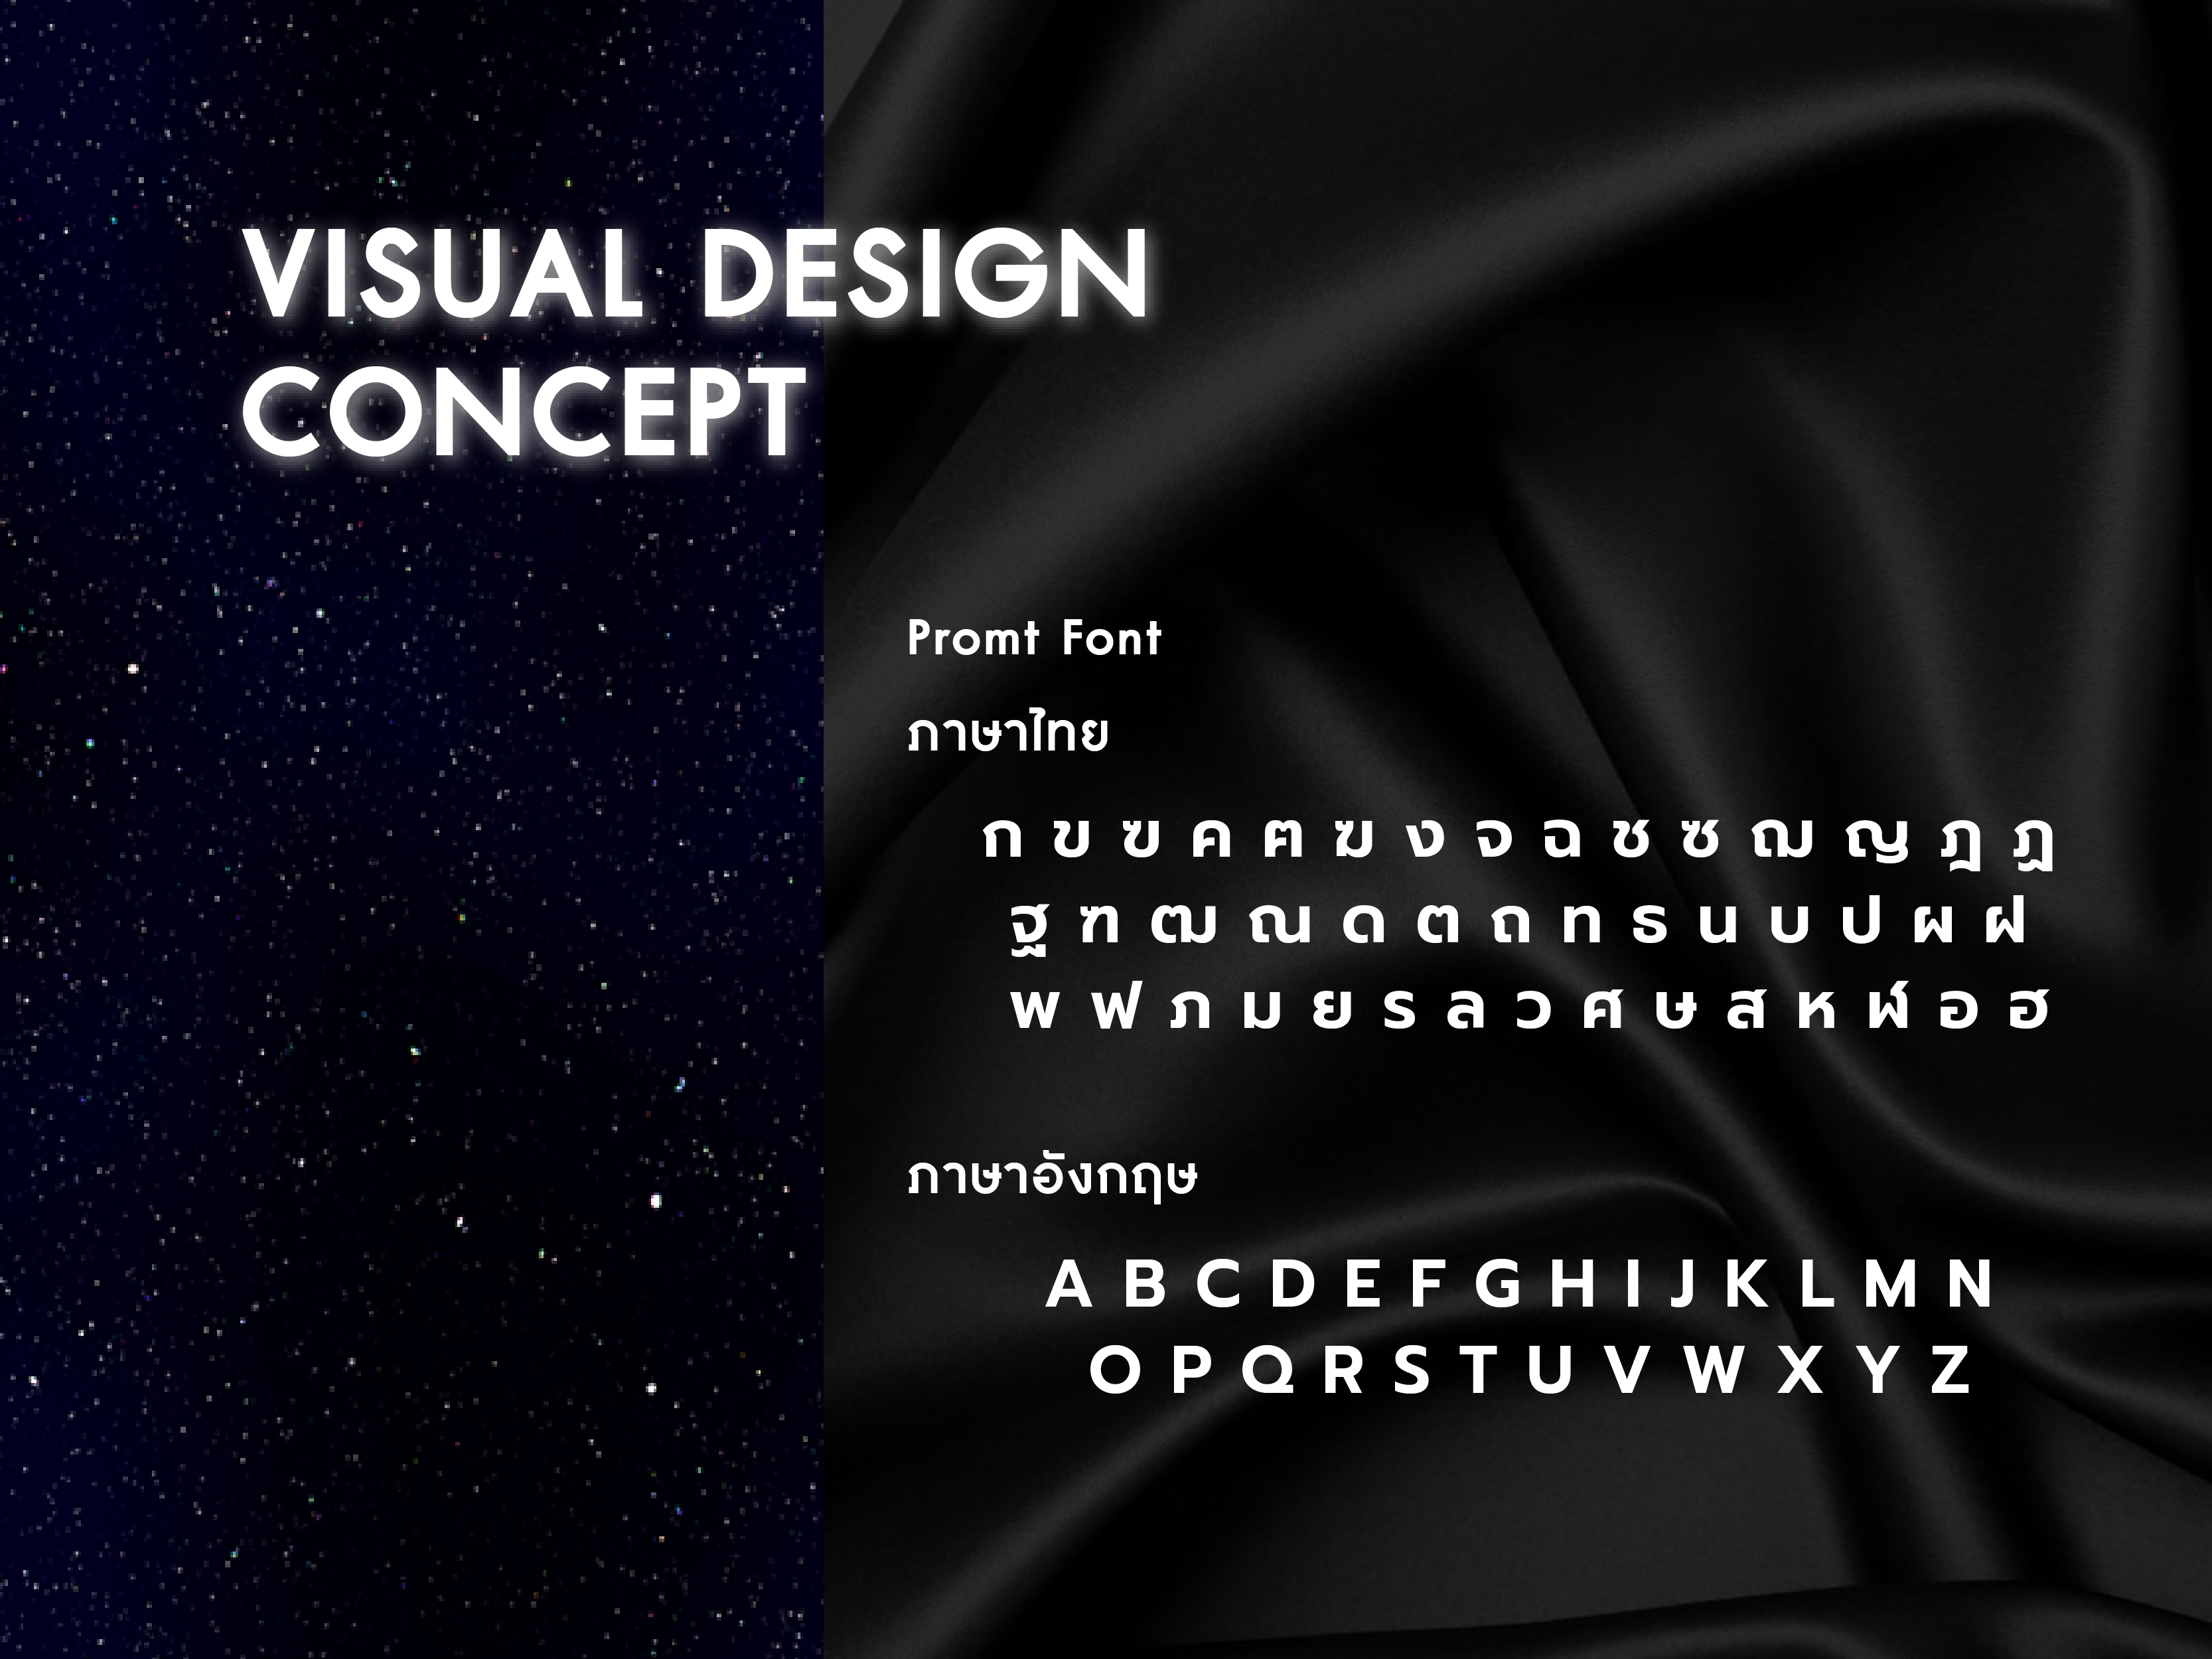 VISUAL DESIGN
CONCEPT
Promt Font
ภาษาไทย
ก ข ฃ ค ฅ ฆ ง จ ฉ ช ซ ฌ ญ ฎ ฏ
ฐ ฑ ฒ ณ ด ต ถ ท ธ น บ ป ผ ฝ
พ ฟ ภ ม ย ร ล ว ศ ษ ส ห ฬ อ ฮ
ภาษาอังกฤษ
A B C D E F G H I J K L M N
O P Q R S T U V W X Y Z